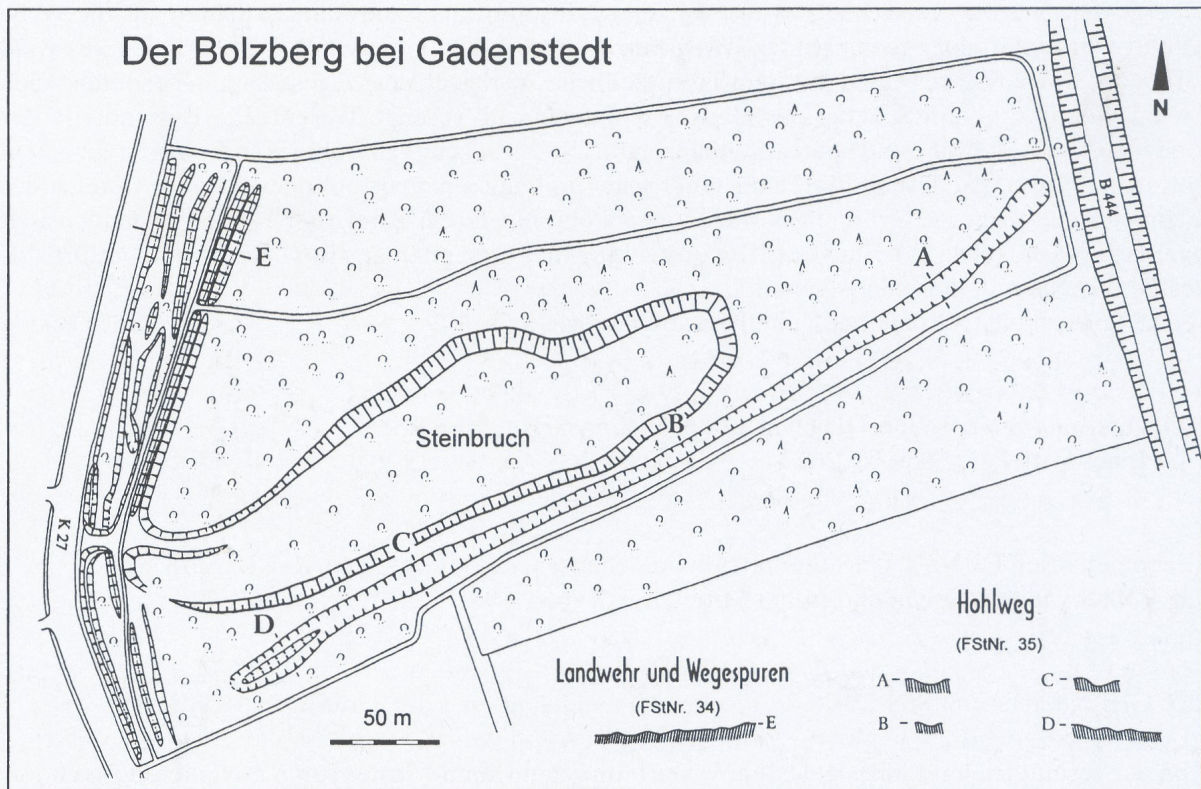 Der Bolzberg bei Gadenstedt
N
B 444
E
A
B
Steinbruch
C
K 27
D
50 m
Hohlweg
(FStNr. 35)
Landwehr und Wegespuren
(FStNr. 34)
E
A
C
B
D